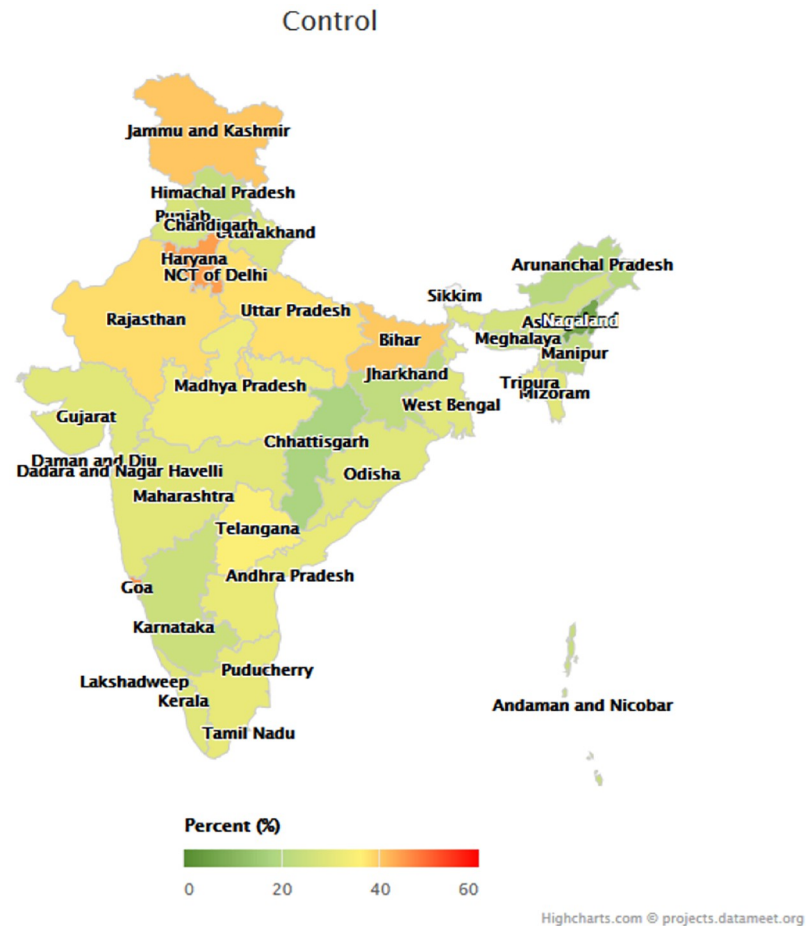 Control
Jammu and Kashmir
Himachal Pradesh
Punjab
Chandigarh
Uttarakhand
Haryana
NCT of Delhi
Arunanchal Pradesh
Sikkim
Uttar Pradesh
Rajasthan
Nagaland
Bihar
Meghalaya
Manipur
Jharkhand
Tripura
Mizoram
Madhya Pradesh
West Bengal
Gujarat
Chhattisgarh
Daman and Diu
Dadara and Nagar Havelli
Odisha
Maharashtra
Telangana
Andhra Pradesh
Goa
Karnataka
Puducherry
Lakshadweep
Kerala
Andaman and Nicobar
Tamil Nadu
Percent (%)
0 20 40 60
Highcharts.com © projects.datameet.org